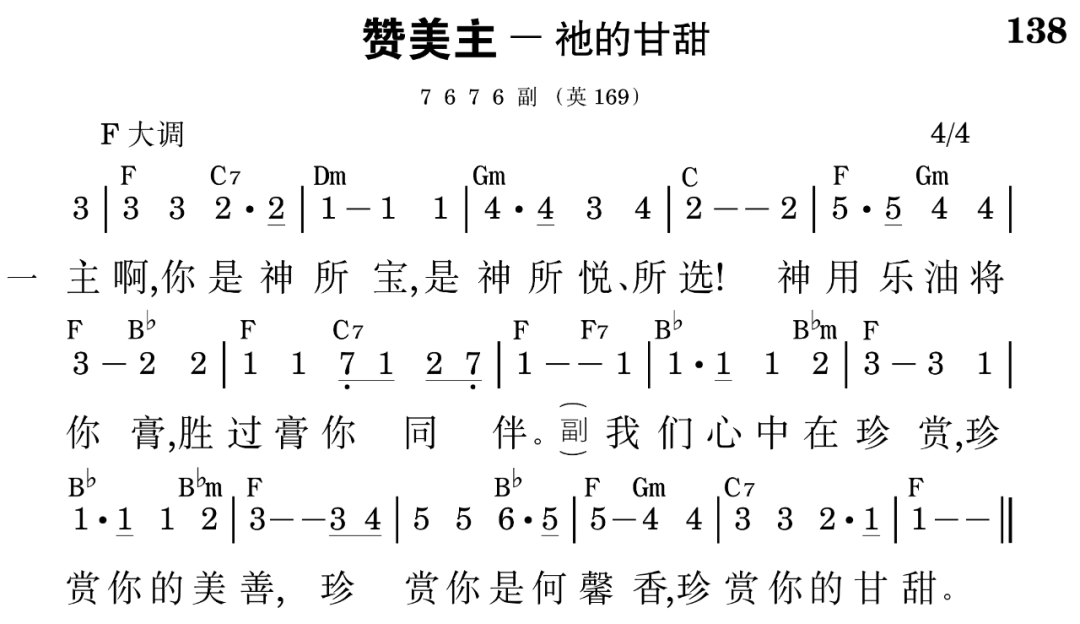 赞美主 — 祂的甘甜 138
7 6 7 6 副 （英 169）
F 大调 4/4
F C7 Dm Gm C F Gm
3 | 3 3 2 • 2 | 1 — 1 1 | 4 • 4 3 4 | 2 — — 2 | 5 • 5 4 4 |
一 主啊,你是神所宝,是神所悦、所选! 神用乐油将
F B♭ F C7 F F7 B♭ B♭m F
3 — 2 2 | 1 1 7̣ 1 2 7̣ | 1 — — 1 | 1 • 1 1 2 | 3 — 3 1 |
你膏,胜过膏你同伴。(副)我们心中在珍赏,珍
B♭ B♭m F B♭ F Gm C7 F
1 • 1 1 2 | 3 — — 3 4 | 5 5 6 • 5 | 5 — 4 4 | 3 3 2 • 1 | 1 — — ‖
赏你的美善, 珍赏你是何馨香,珍赏你的甘甜。